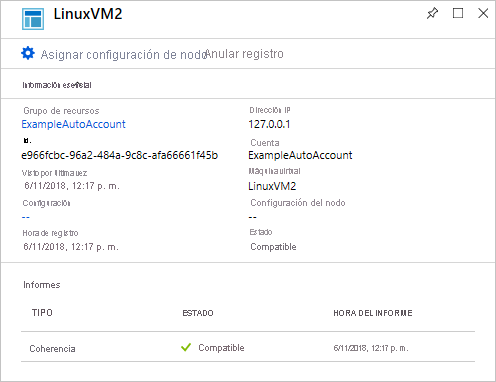 LinuxVM2
Asignar configuración de nodo
Anular registro
Información esencial
Grupo de recursos
Dirección IP
ExampleAutoAccount
127.0.0.1
Id.
Cuenta
e966fcbc-96a2-484a-9c8c-afa66661f45b
ExampleAutoAccount
Visto por última vez
Máquina virtual
6/11/2018, 12:17 p. m.
LinuxVM2
Configuración
Configuración del nodo
--
--
Hora de registro
Estado
6/11/2018, 12:17 p. m.
Compatible
Informes
TIPO
ESTADO
HORA DEL INFORME
Coherencia
Compatible
6/11/2018, 12:17 p. m.